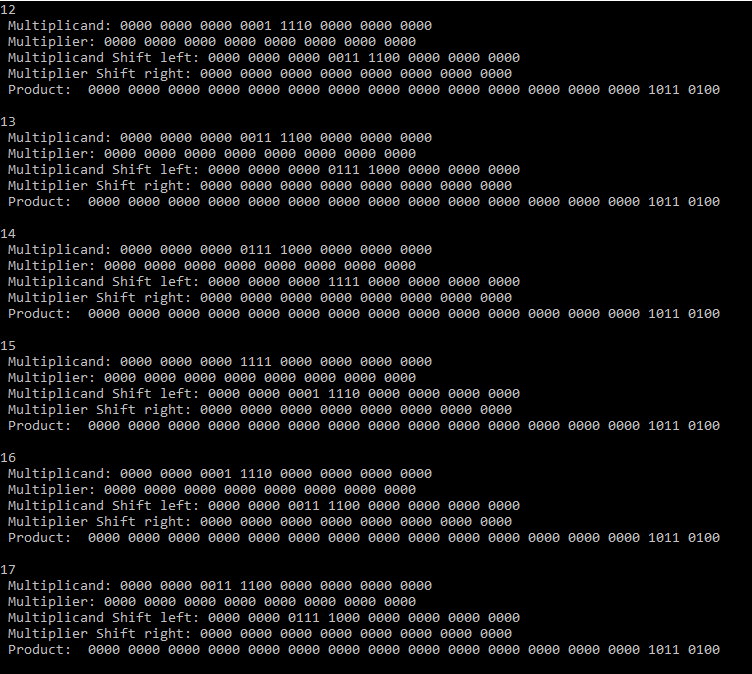 12
Multiplicand: 0000 0000 0000 0001 1110 0000 0000 0000
Multiplier: 0000 0000 0000 0000 0000 0000 0000 0000
Multiplicand Shift left: 0000 0000 0000 0011 1100 0000 0000 0000
Multiplier Shift right: 0000 0000 0000 0000 0000 0000 0000 0000
Product:  0000 0000 0000 0000 0000 0000 0000 0000 0000 0000 0000 0000 0000 0000 1011 0100
13
Multiplicand: 0000 0000 0000 0011 1100 0000 0000 0000
Multiplier: 0000 0000 0000 0000 0000 0000 0000 0000
Multiplicand Shift left: 0000 0000 0000 0111 1000 0000 0000 0000
Multiplier Shift right: 0000 0000 0000 0000 0000 0000 0000 0000
Product:  0000 0000 0000 0000 0000 0000 0000 0000 0000 0000 0000 0000 0000 0000 1011 0100
14
Multiplicand: 0000 0000 0000 0111 1000 0000 0000 0000
Multiplier: 0000 0000 0000 0000 0000 0000 0000 0000
Multiplicand Shift left: 0000 0000 0000 1111 0000 0000 0000 0000
Multiplier Shift right: 0000 0000 0000 0000 0000 0000 0000 0000
Product:  0000 0000 0000 0000 0000 0000 0000 0000 0000 0000 0000 0000 0000 0000 1011 0100
15
Multiplicand: 0000 0000 0000 1111 0000 0000 0000 0000
Multiplier: 0000 0000 0000 0000 0000 0000 0000 0000
Multiplicand Shift left: 0000 0000 0001 1110 0000 0000 0000 0000
Multiplier Shift right: 0000 0000 0000 0000 0000 0000 0000 0000
Product:  0000 0000 0000 0000 0000 0000 0000 0000 0000 0000 0000 0000 0000 0000 1011 0100
16
Multiplicand: 0000 0000 0001 1110 0000 0000 0000 0000
Multiplier: 0000 0000 0000 0000 0000 0000 0000 0000
Multiplicand Shift left: 0000 0000 0011 1100 0000 0000 0000 0000
Multiplier Shift right: 0000 0000 0000 0000 0000 0000 0000 0000
Product:  0000 0000 0000 0000 0000 0000 0000 0000 0000 0000 0000 0000 0000 0000 1011 0100
17
Multiplicand: 0000 0000 0011 1100 0000 0000 0000 0000
Multiplier: 0000 0000 0000 0000 0000 0000 0000 0000
Multiplicand Shift left: 0000 0000 0111 1000 0000 0000 0000 0000
Multiplier Shift right: 0000 0000 0000 0000 0000 0000 0000 0000
Product:  0000 0000 0000 0000 0000 0000 0000 0000 0000 0000 0000 0000 0000 0000 1011 0100